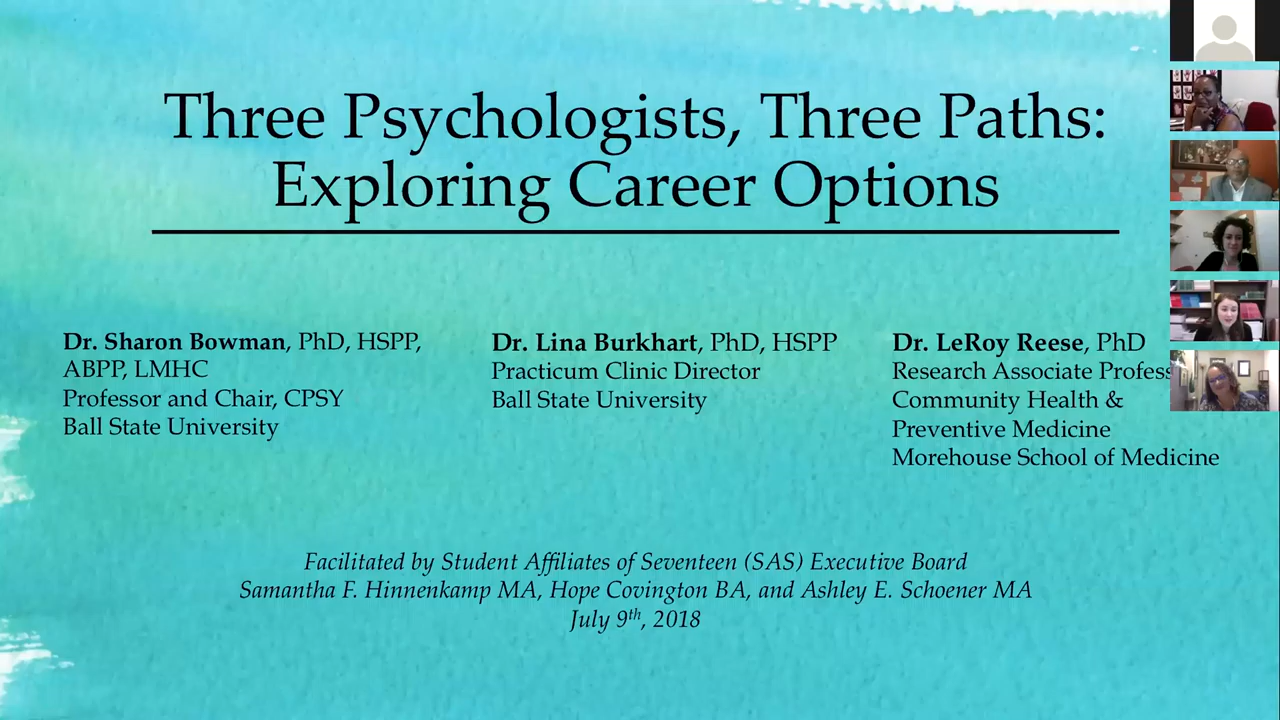 Three Psychologists, Three Paths:
Exploring Career Options
Dr. Sharon Bowman, PhD, HSPP,
ABPP, LMHC
Professor and Chair, CPSY
Ball State University
Dr. Lina Burkhart, PhD, HSPP
Practicum Clinic Director
Ball State University
Dr. LeRoy Reese, PhD
Research Associate Profess
Community Health &
Preventive Medicine
Morehouse School of Medicine
Facilitated by Student Affiliates of Seventeen (SAS) Executive Board
Samantha F. Hinnenkamp MA, Hope Covington BA, and Ashley E. Schoener MA
July 9th, 2018